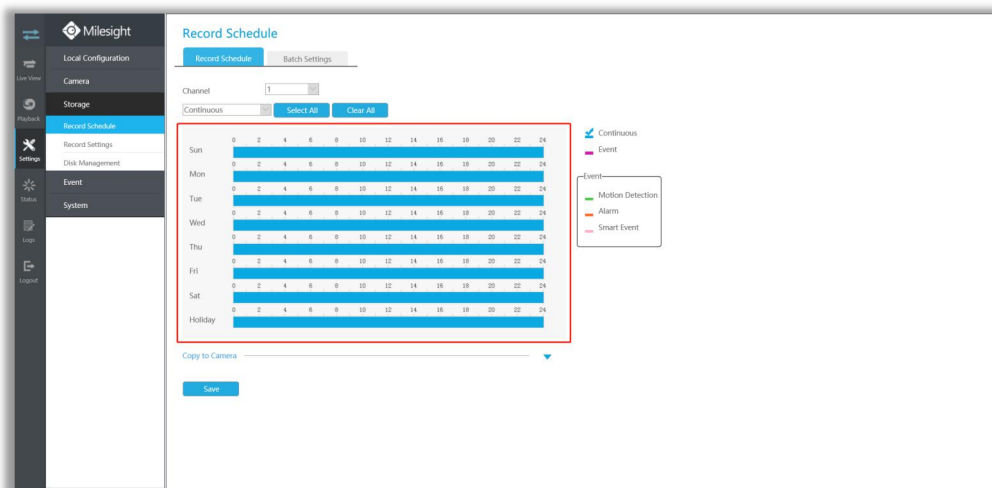 Milesight
Live View
Playback
Settings
Status
Logs
Logout
Local Configuration
Camera
Storage
Record Schedule
Record Settings
Disk Management
Event
System
Record Schedule
Record Schedule Batch Settings
Channel 1
Continuous Select All Clear All
0 2 4 6 8 10 12 14 16 18 20 22 24
Sun
0 2 4 6 8 10 12 14 16 18 20 22 24
Mon
0 2 4 6 8 10 12 14 16 18 20 22 24
Tue
0 2 4 6 8 10 12 14 16 18 20 22 24
Wed
0 2 4 6 8 10 12 14 16 18 20 22 24
Thu
0 2 4 6 8 10 12 14 16 18 20 22 24
Fri
0 2 4 6 8 10 12 14 16 18 20 22 24
Sat
0 2 4 6 8 10 12 14 16 18 20 22 24
Holiday
Continuous
Event
Event
Motion Detection
Alarm
Smart Event
Copy to Camera
Save